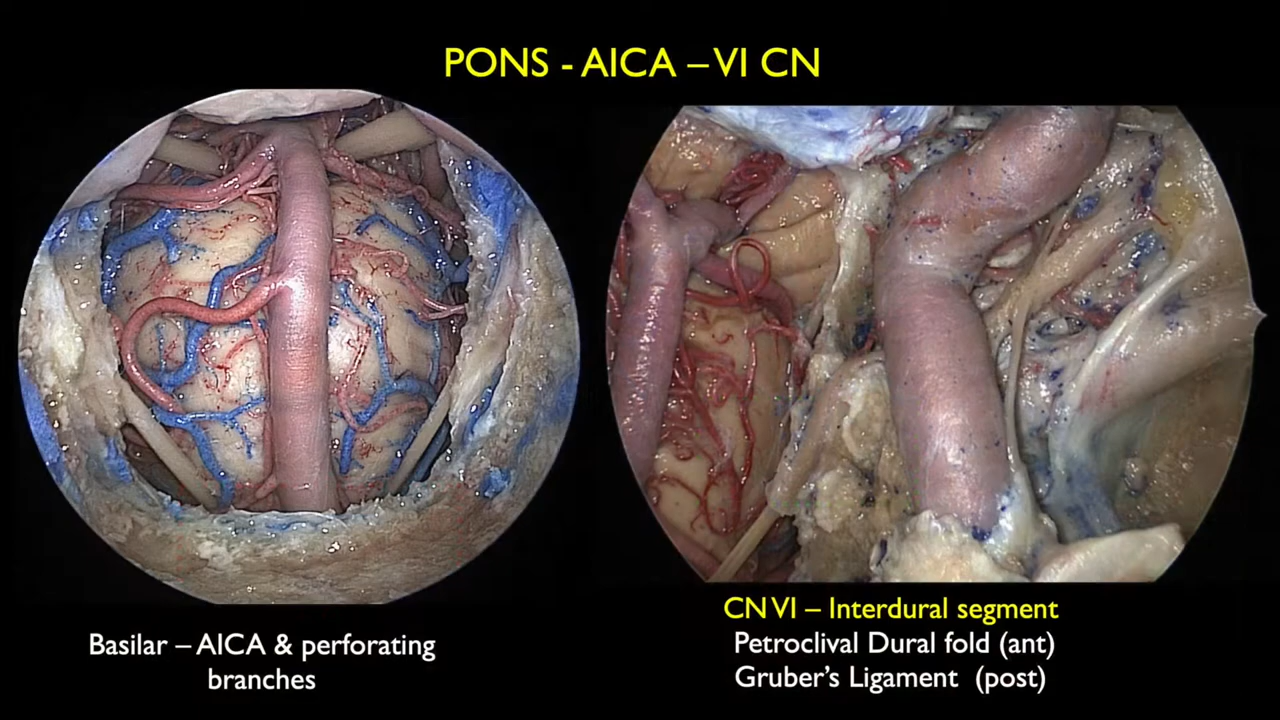 PONS - AICA – VI CN
Basilar – AICA & perforating
branches
CN VI – Interdural segment
Petroclival Dural fold (ant)
Gruber's Ligament (post)